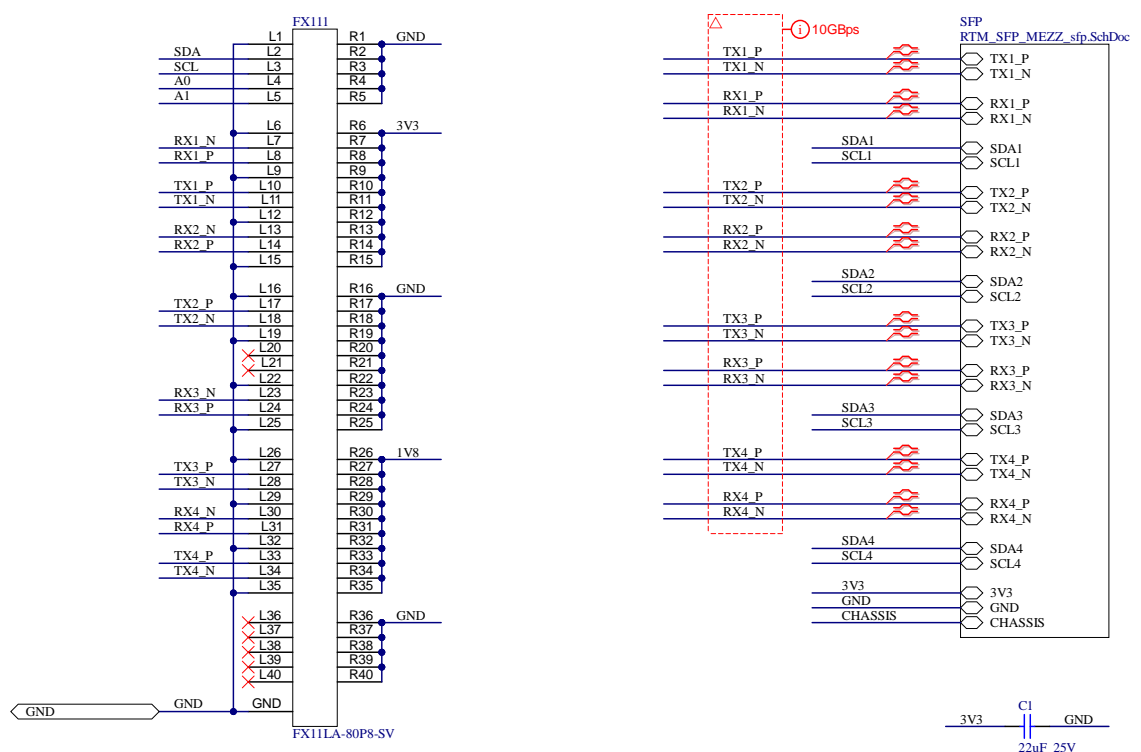 FX111
L1 R1 GND
SDA L2 R2
SCL L3 R3
A0 L4 R4
A1 L5 R5
L6 R6 3V3
RX1_N L7 R7
RX1_P L8 R8
L9 R9
TX1_P L10 R10
TX1_N L11 R11
L12 R12
RX2_N L13 R13
RX2_P L14 R14
L15 R15
L16 R16 GND
TX2_P L17 R17
TX2_N L18 R18
L19 R19
L20 R20
L21 R21
L22 R22
RX3_N L23 R23
RX3_P L24 R24
L25 R25
L26 R26 1V8
TX3_P L27 R27
TX3_N L28 R28
L29 R29
RX4_N L30 R30
RX4_P L31 R31
L32 R32
TX4_P L33 R33
TX4_N L34 R34
L35 R35
L36 R36 GND
L37 R37
L38 R38
L39 R39
L40 R40
GND GND GND
FX11LA-80P8-SV
i 10GBps
SFP
RTM_SFP_MEZZ_sfp.SchDoc
TX1_P TX1_P
TX1_N TX1_N
RX1_P RX1_P
RX1_N RX1_N
SDA1 SDA1
SCL1 SCL1
TX2_P TX2_P
TX2_N TX2_N
RX2_P RX2_P
RX2_N RX2_N
SDA2 SDA2
SCL2 SCL2
TX3_P TX3_P
TX3_N TX3_N
RX3_P RX3_P
RX3_N RX3_N
SDA3 SDA3
SCL3 SCL3
TX4_P TX4_P
TX4_N TX4_N
RX4_P RX4_P
RX4_N RX4_N
SDA4 SDA4
SCL4 SCL4
3V3 3V3
GND GND
CHASSIS CHASSIS
C1
3V3 GND
22uF_25V